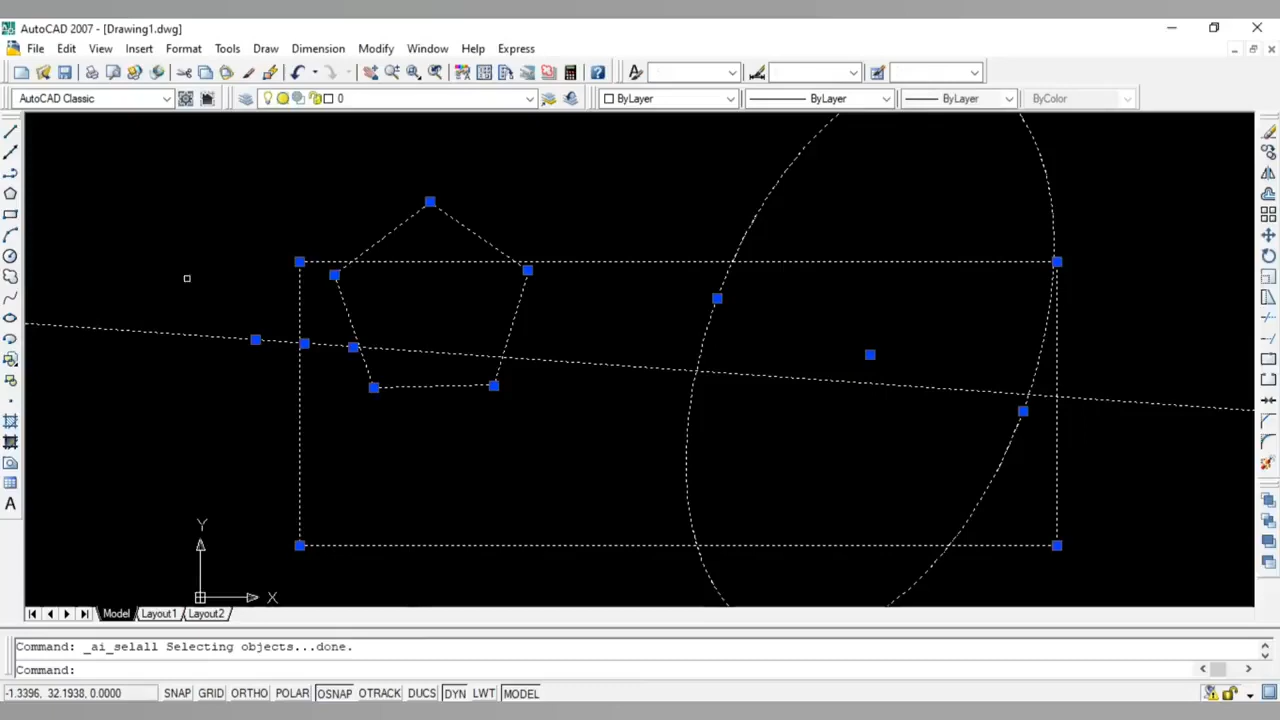 AutoCAD 2007 - [Drawing1.dwg]
File Edit View Insert Format Tools Draw Dimension Modify Window Help Express
AutoCAD Classic 0 ByLayer ByLayer ByLayer ByColor
A
Y
X
Model Layout1 Layout2
Command: _ai_selall Selecting objects...done.
Command:
-1.3396, 32.1938, 0.0000 SNAP GRID ORTHO POLAR OSNAP OTRACK DUCS DYN LWT MODEL